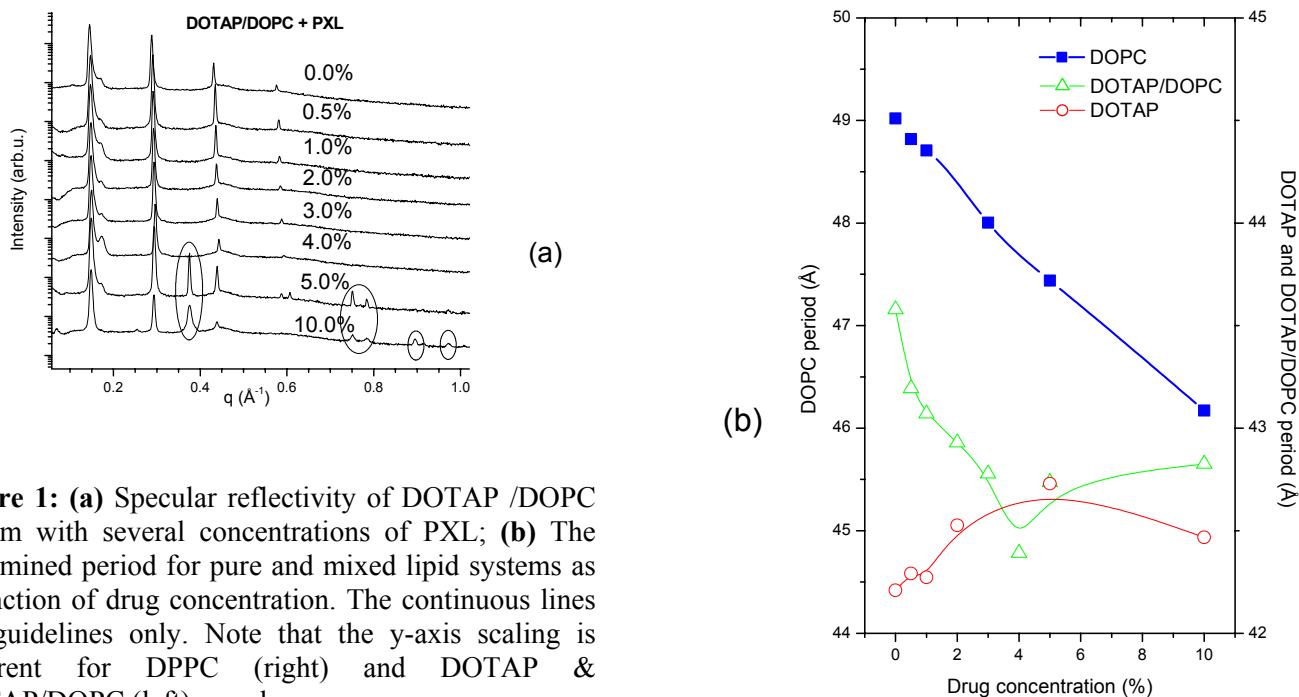 DOTAP/DOPC + PXL
0.0%
0.5%
1.0%
2.0%
3.0%
4.0%
5.0%
10.0%
Intensity (arb.u.)
0.2 0.4 0.6 0.8 1.0
q (Å⁻¹)
(a)
re 1: (a) Specular reflectivity of DOTAP /DOPC
m with several concentrations of PXL; (b) The
mined period for pure and mixed lipid systems as
nction of drug concentration. The continuous lines
guidelines only. Note that the y-axis scaling is
rent for DPPC (right) and DOTAP &
AP/DOPC (left)
(b)
50
49
48
47
46
45
44
DOPC period (Å)
DOPC
DOTAP/DOPC
DOTAP
45
44
43
42
DOTAP and DOTAP/DOPC period (Å)
0 2 4 6 8 10
Drug concentration (%)